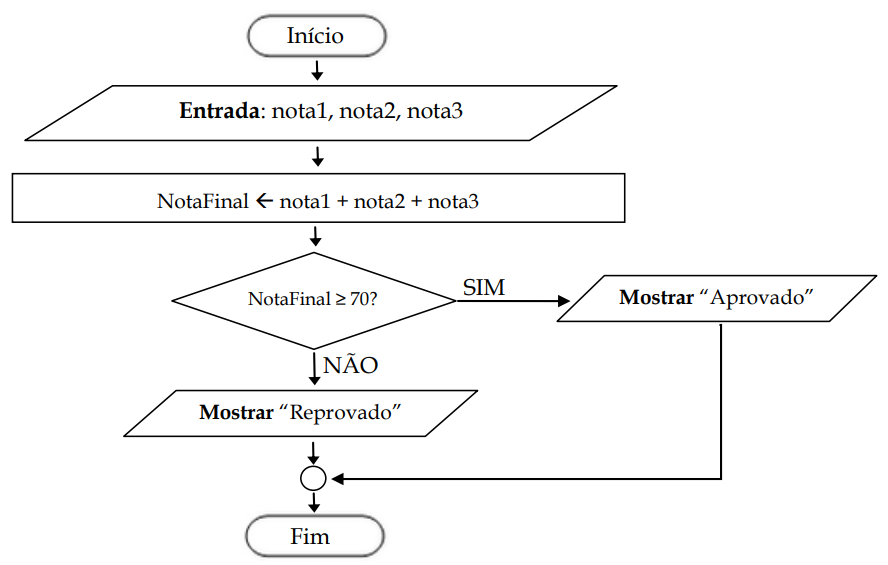 Início
Entrada: nota1, nota2, nota3
NotaFinal ← nota1 + nota2 + nota3
NotaFinal ≥ 70?
SIM
Mostrar “Aprovado”
NÃO
Mostrar “Reprovado”
Fim